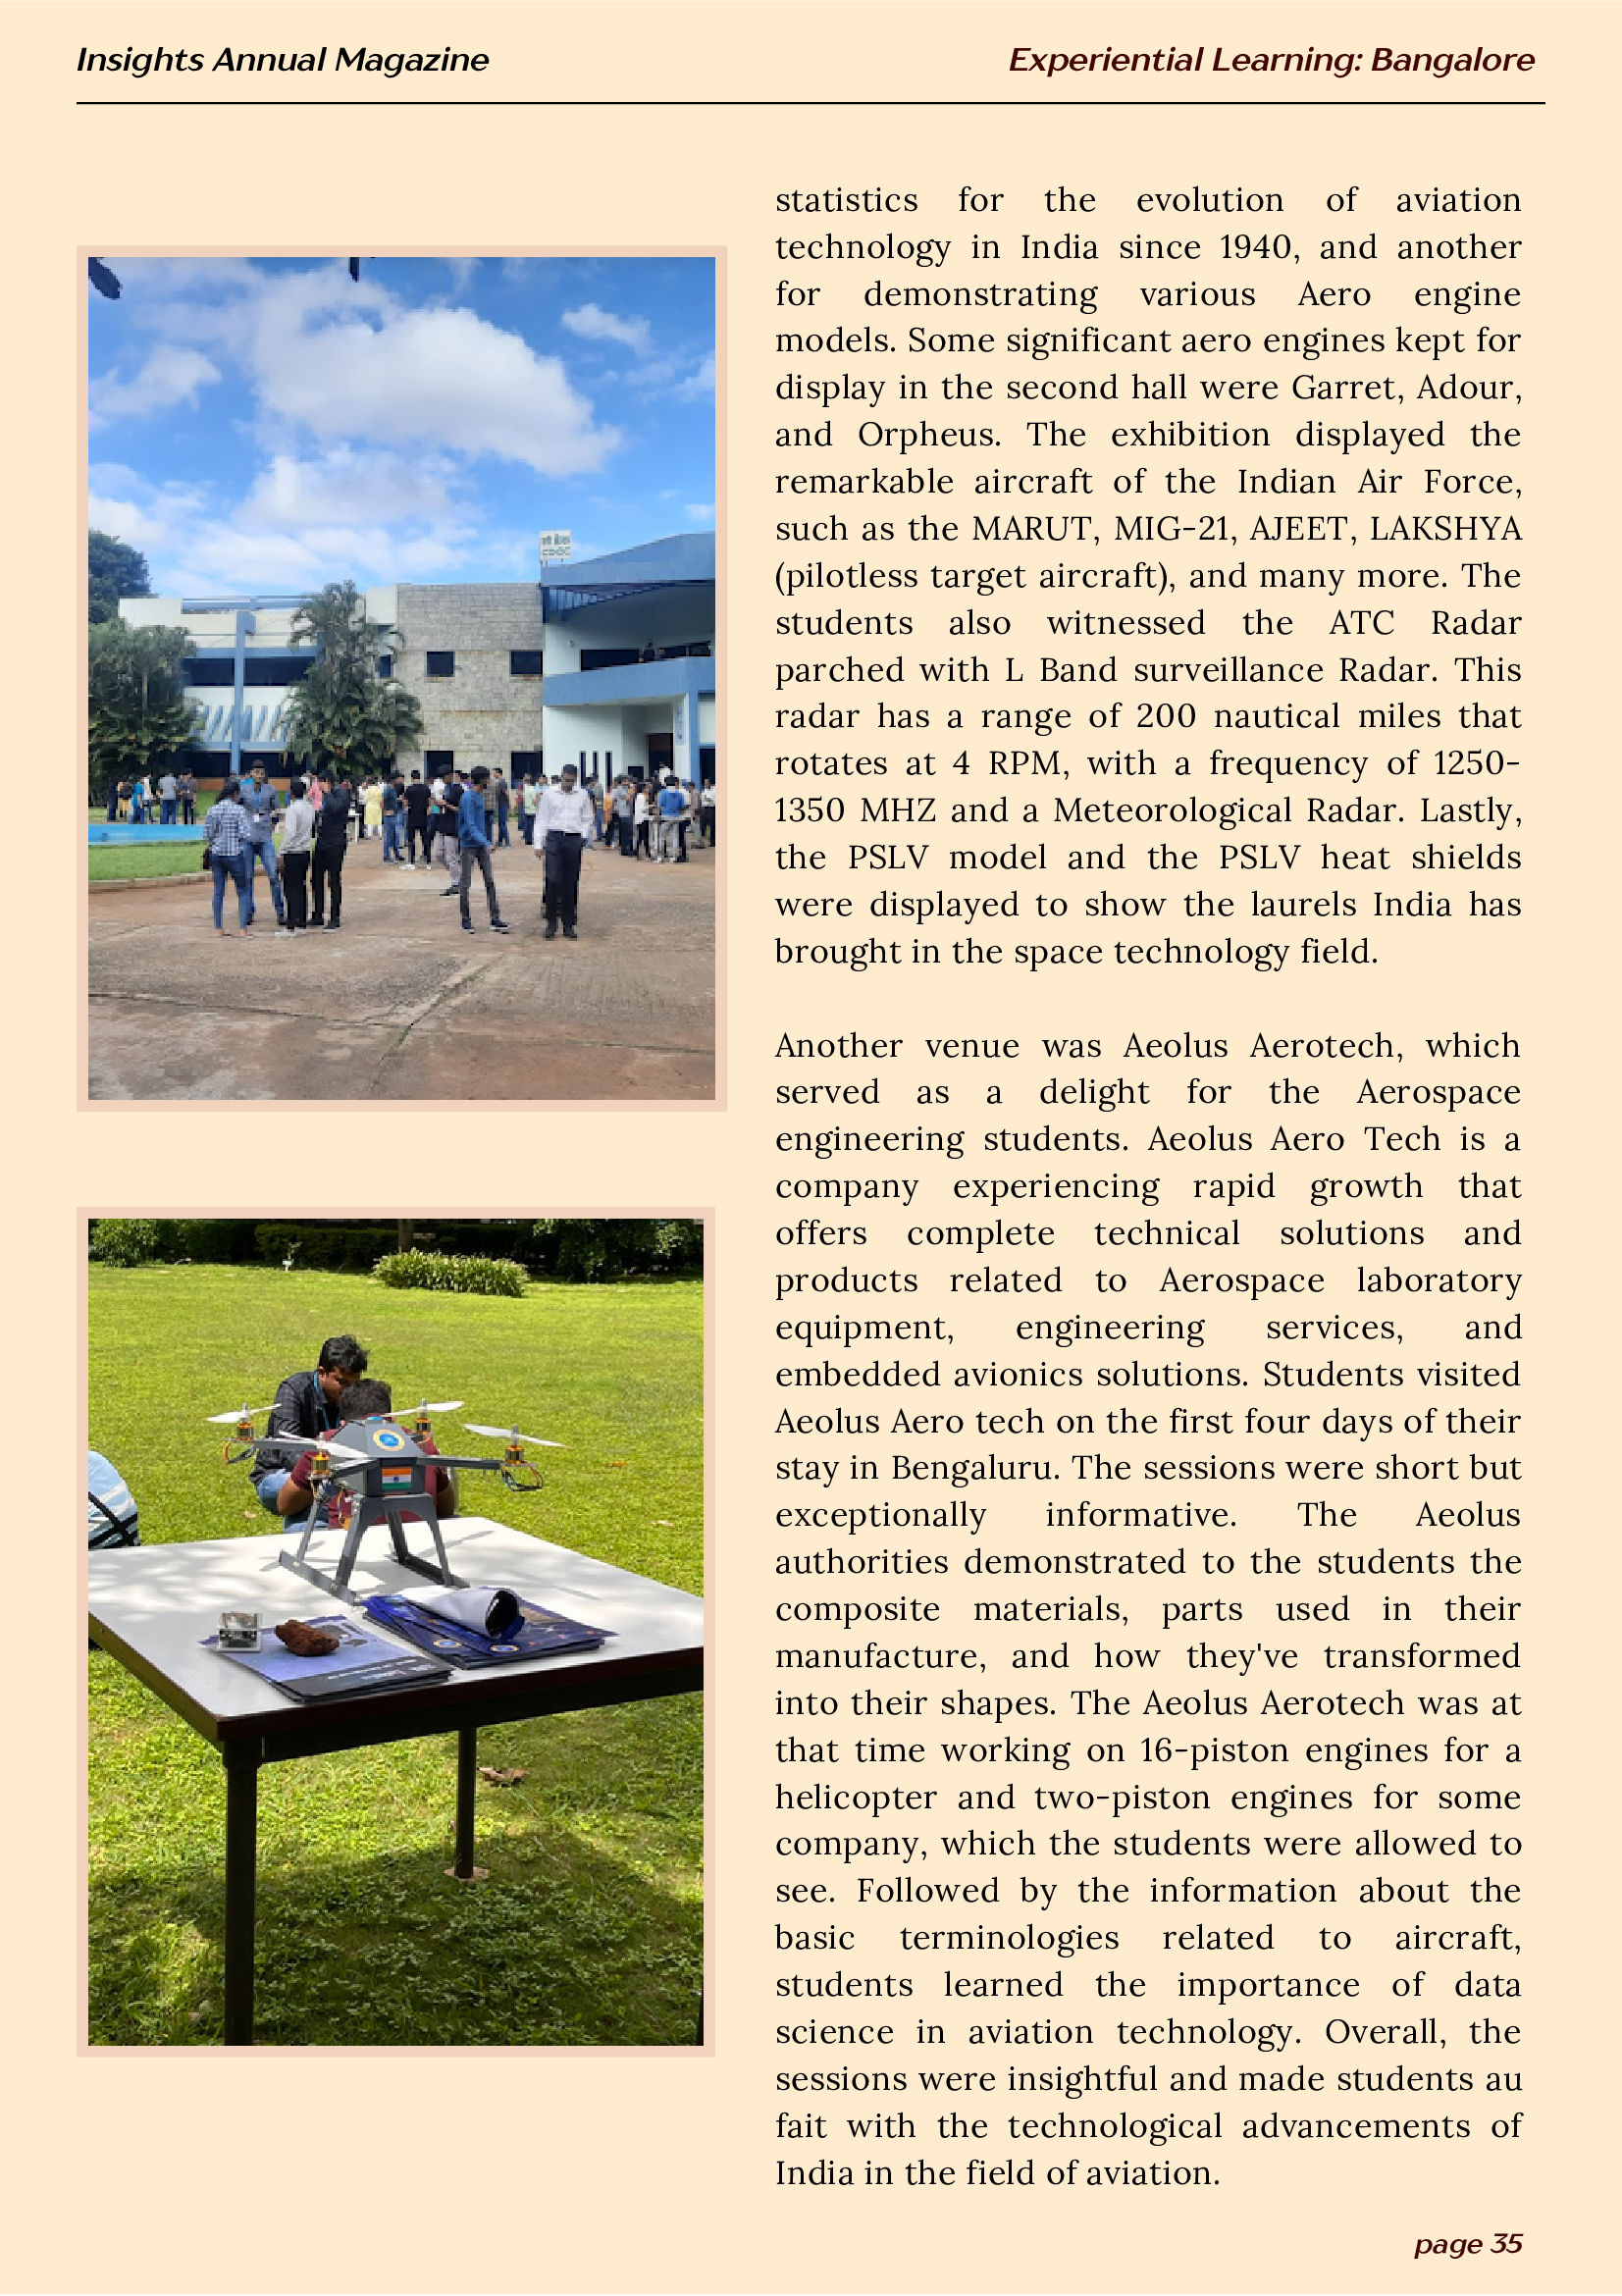 Insights Annual Magazine
Experiential Learning: Bangalore
statistics for the evolution of aviation
technology in India since 1940, and another
for demonstrating various Aero engine
models. Some significant aero engines kept for
display in the second hall were Garret, Adour,
and Orpheus. The exhibition displayed the
remarkable aircraft of the Indian Air Force,
such as the MARUT, MIG-21, AJEET, LAKSHYA
(pilotless target aircraft), and many more. The
students also witnessed the ATC Radar
parched with L Band surveillance Radar. This
radar has a range of 200 nautical miles that
rotates at 4 RPM, with a frequency of 1250-
1350 MHZ and a Meteorological Radar. Lastly,
the PSLV model and the PSLV heat shields
were displayed to show the laurels India has
brought in the space technology field.
Another venue was Aeolus Aerotech, which
served as a delight for the Aerospace
engineering students. Aeolus Aero Tech is a
company experiencing rapid growth that
offers complete technical solutions and
products related to Aerospace laboratory
equipment, engineering services, and
embedded avionics solutions. Students visited
Aeolus Aero tech on the first four days of their
stay in Bengaluru. The sessions were short but
exceptionally informative. The Aeolus
authorities demonstrated to the students the
composite materials, parts used in their
manufacture, and how they've transformed
into their shapes. The Aeolus Aerotech was at
that time working on 16-piston engines for a
helicopter and two-piston engines for some
company, which the students were allowed to
see. Followed by the information about the
basic terminologies related to aircraft,
students learned the importance of data
science in aviation technology. Overall, the
sessions were insightful and made students au
fait with the technological advancements of
India in the field of aviation.
page 35